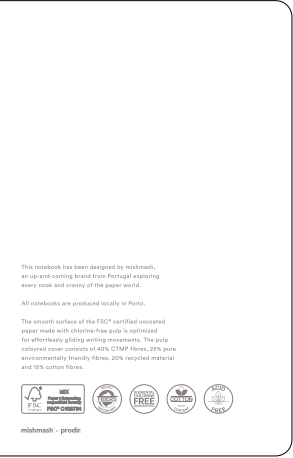 This notebook has been designed by mishmash,
an up-and-coming brand from Portugal exploring
every nook and cranny of the paper world.
All notebooks are produced locally in Porto.
The smooth surface of the FSC® certified uncoated
paper made with chlorine-free pulp is optimized
for effortlessly gliding writing movements. The pulp
coloured cover consists of 40% CTMP fibres, 25% pure
environmentally friendly fibres, 20% recycled material
and 15% cotton fibres.
FSC
MIX
FIBERS
ELEMENTAL
CHLORINE
FREE
COTTON
ACID
FREE
mishmash × prodir